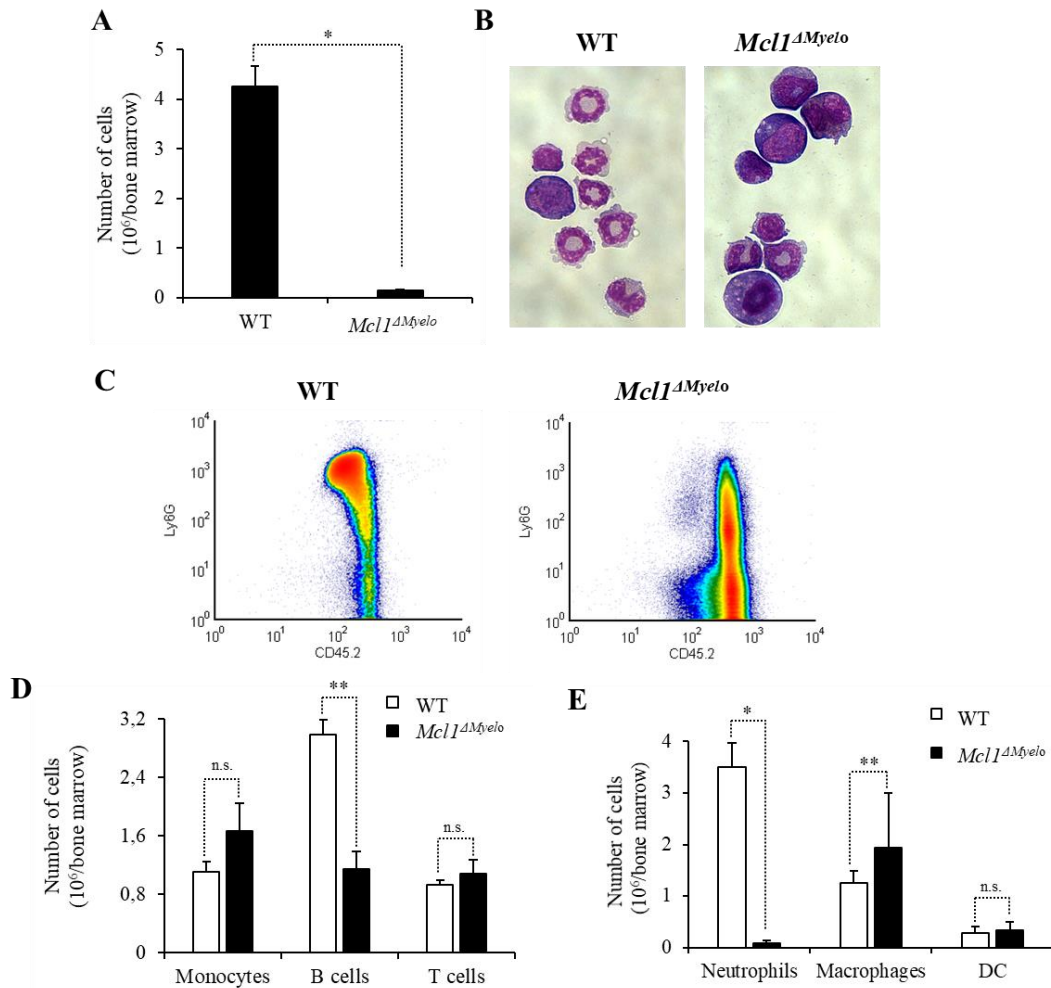 A
*
5
4
3
2
1
0
Number of cells
(10⁶/bone marrow)
WT
Mcl1ΔMyelo
B
WT
Mcl1ΔMyelo
C
WT
Mcl1ΔMyelo
10⁴
10³
10²
10¹
10⁰
Ly6G
10⁰ 10¹ 10² 10³ 10⁴
CD45.2
10⁴
10³
10²
10¹
10⁰
Ly6G
10⁰ 10¹ 10² 10³ 10⁴
CD45.2
D
WT
Mcl1ΔMyelo
3,2
2,4
1,6
0,8
0
Number of cells
(10⁶/bone marrow)
n.s.
**
n.s.
Monocytes B cells T cells
E
WT
Mcl1ΔMyelo
4
3
2
1
0
Number of cells
(10⁶/bone marrow)
*
**
n.s.
Neutrophils Macrophages DC